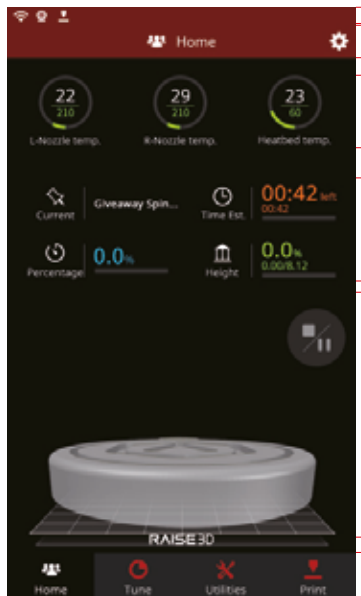 Home
22
210
29
210
23
60
L-Nozzle temp.
R-Nozzle temp.
Heatbed temp.
Current
Giveaway Spin...
Time Est.
00:42 left
00:42
Percentage
0.0%
Height
0.0%
0.00/8.12
RAISE3D
Home
Tune
Utilities
Print